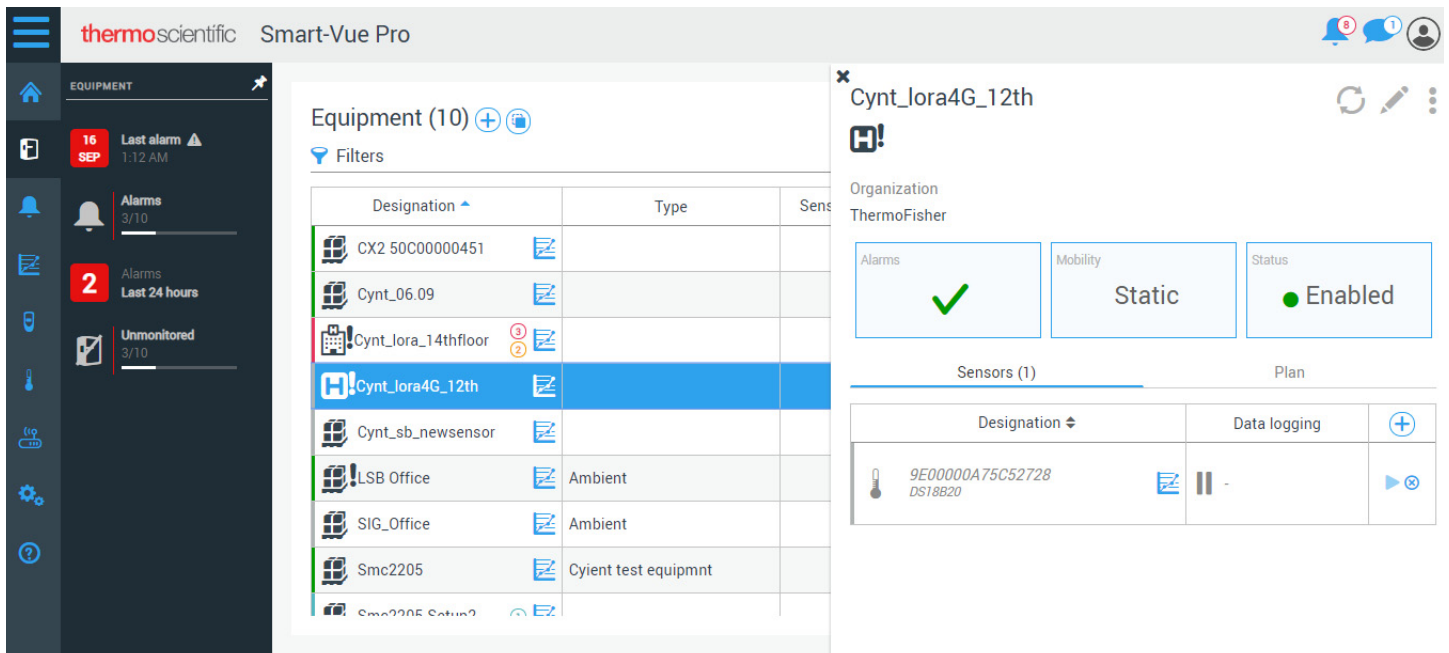 thermoscientific Smart-Vue Pro
8
1
EQUIPMENT
16
SEP
Last alarm
1:12 AM
Alarms
3/10
2
Alarms
Last 24 hours
Unmonitored
3/10
Equipment (10)
Filters
Designation Type Sens
CX2 50C00000451
Cynt_06.09
Cynt_lora_14thfloor 3
2
Cynt_lora4G_12th
Cynt_sb_newsensor
LSB Office Ambient
SIG_Office Ambient
Smc2205 Cyient test equipmnt
Smc2205 Setup2 1
Cynt_lora4G_12th
H!
Organization
ThermoFisher
Alarms Mobility Status
Static Enabled
Sensors (1) Plan
Designation Data logging
9E00000A75C52728
DS18B20
-